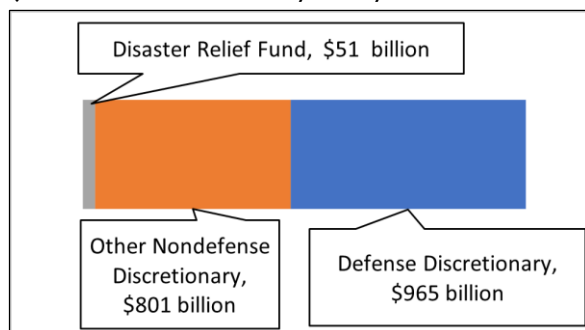 Disaster Relief Fund, $51 billion
Other Nondefense
Discretionary,
$801 billion
Defense Discretionary,
$965 billion